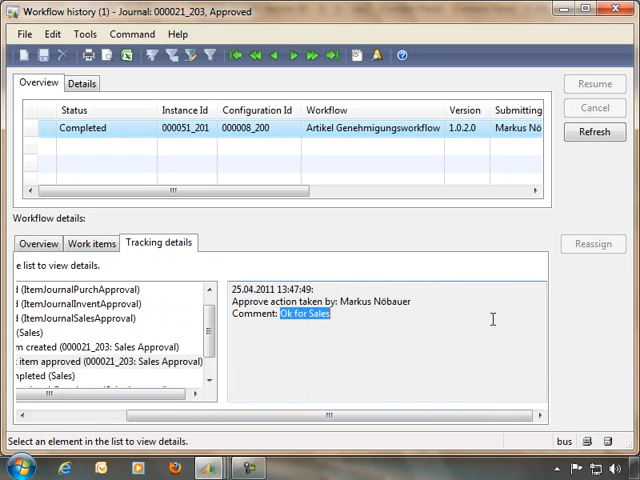 Workflow history (1) - Journal: 000021_203, Approved
File Edit Tools Command Help
Overview Details
Resume
Status Instance Id Configuration Id Workflow Version Submitting
Cancel
Completed 000051_201 000008_200 Artikel Genehmigungsworkflow 1.0.2.0 Markus Nö
Refresh
Workflow details:
Overview Work items Tracking details
Reassign
e list to view details.
d (ItemJournalPurchApproval)
d (ItemJournalInventApproval)
d (ItemJournalSalesApproval)
(Sales)
m created (000021_203: Sales Approval)
item approved (000021_203: Sales Approval)
npleted (Sales)
25.04.2011 13:47:49:
Approve action taken by: Markus Nöbauer
Comment: Ok for Sales
Select an element in the list to view details.
bus